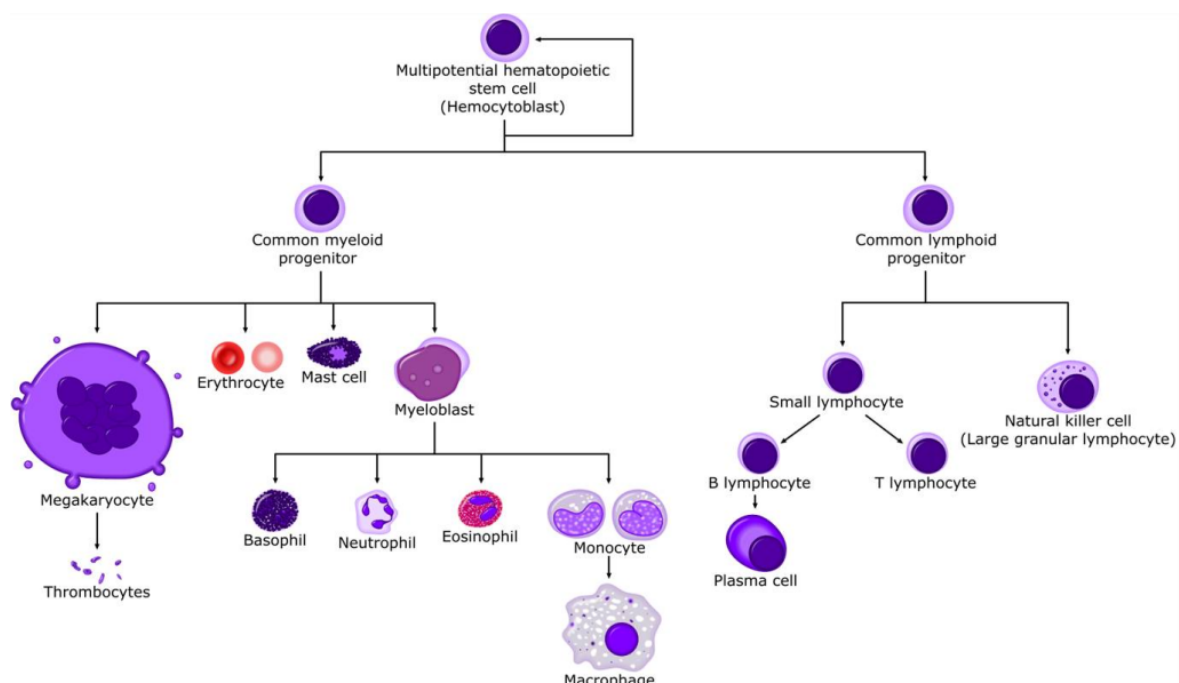 Multipotential hematopoietic
stem cell
(Hemocytoblast)
Common myeloid
progenitor
Common lymphoid
progenitor
Erythrocyte
Mast cell
Myeloblast
Small lymphocyte
Natural killer cell
(Large granular lymphocyte)
Megakaryocyte
B lymphocyte
T lymphocyte
Basophil
Neutrophil
Eosinophil
Monocyte
Thrombocytes
Plasma cell
Macrophage